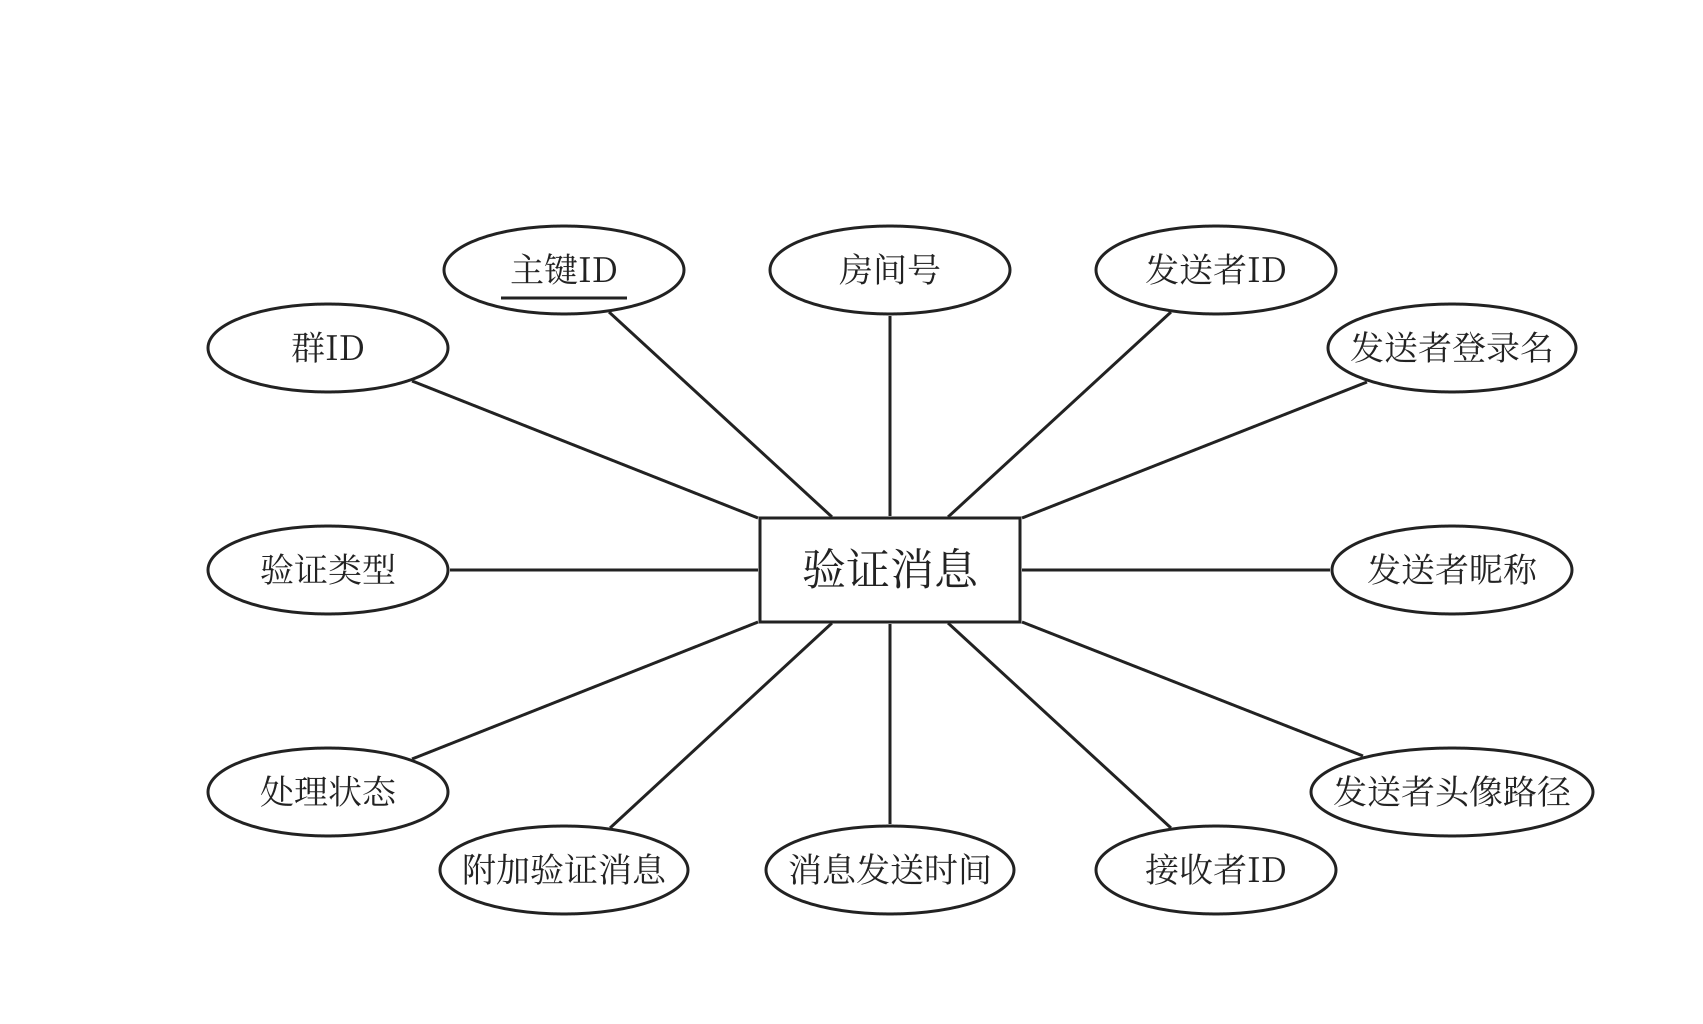 主键ID
房间号
发送者ID
群ID
发送者登录名
验证类型
验证消息
发送者昵称
处理状态
发送者头像路径
附加验证消息
消息发送时间
接收者ID